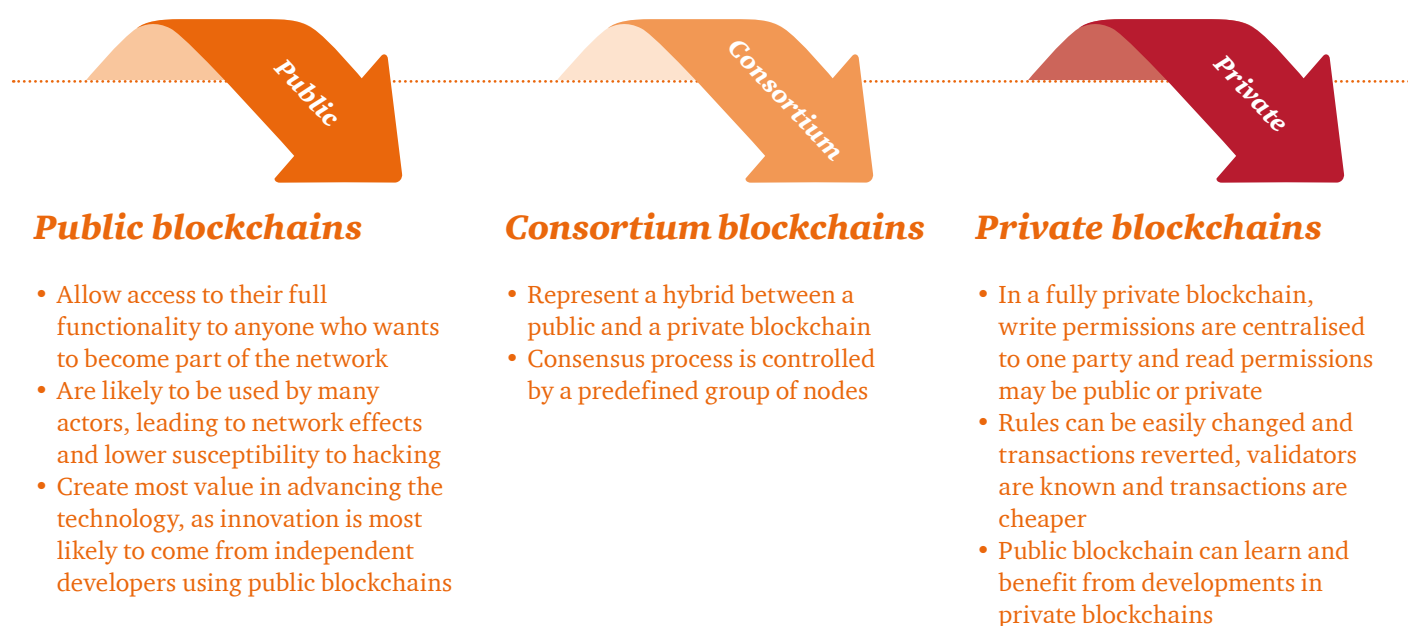 Public
Consortium
Private
Public blockchains
• Allow access to their full
functionality to anyone who wants
to become part of the network
• Are likely to be used by many
actors, leading to network effects
and lower susceptibility to hacking
• Create most value in advancing the
technology, as innovation is most
likely to come from independent
developers using public blockchains
Consortium blockchains
• Represent a hybrid between a
public and a private blockchain
• Consensus process is controlled
by a predefined group of nodes
Private blockchains
• In a fully private blockchain,
write permissions are centralised
to one party and read permissions
may be public or private
• Rules can be easily changed and
transactions reverted, validators
are known and transactions are
cheaper
• Public blockchain can learn and
benefit from developments in
private blockchains